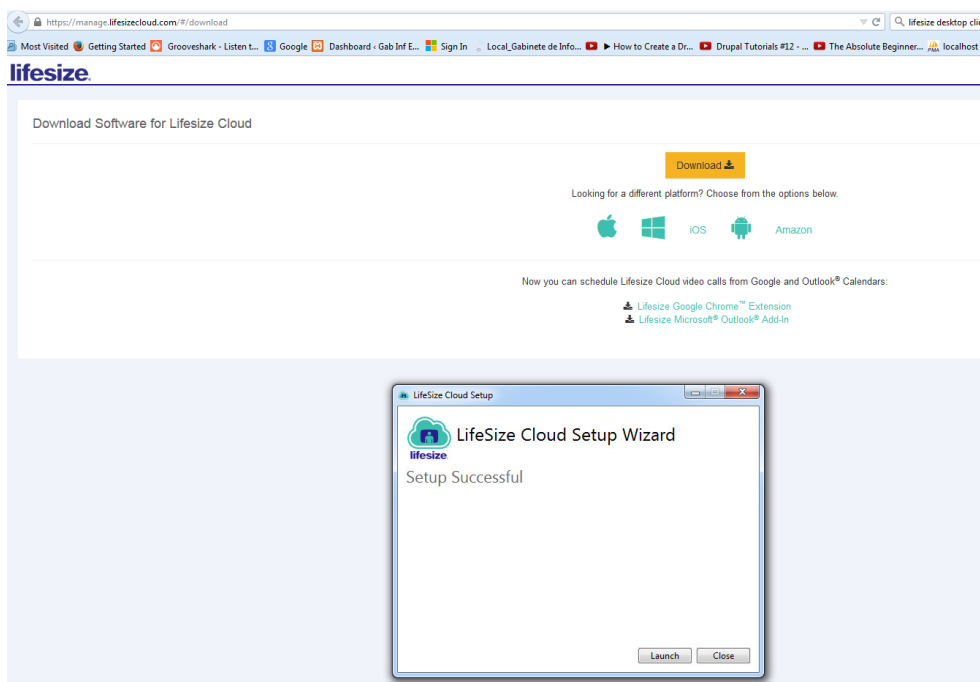 https://manage.lifesizecloud.com/#/download
lifesize desktop clie
Most Visited Getting Started Grooveshark - Listen t... Google Dashboard ‹ Gab Inf E... Sign In Local_Gabinete de Info... ▶ How to Create a Dr... Drupal Tutorials #12 - ... The Absolute Beginner... localhost
lifesize
Download Software for Lifesize Cloud
Download
Looking for a different platform? Choose from the options below.
iOS Amazon
Now you can schedule Lifesize Cloud video calls from Google and Outlook® Calendars:
Lifesize Google Chrome™ Extension
Lifesize Microsoft® Outlook® Add-In
LifeSize Cloud Setup
LifeSize Cloud Setup Wizard
lifesize
Setup Successful
Launch Close